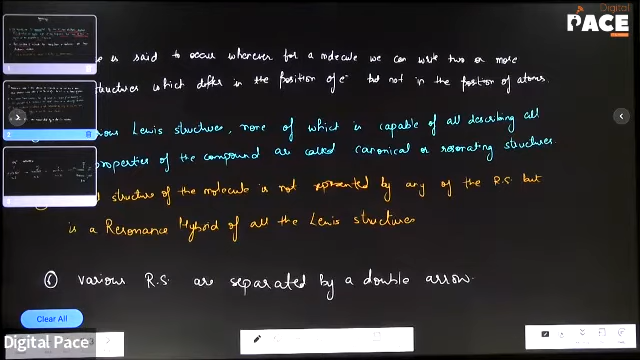 Digital
PACE
is said to occur whenever for a molecule we can write two or more
structures which differ in the position of e⁻ but not in the position of atoms.
Lewis structures, none of which is capable of all describing all
properties of the compound are called canonical or resonating structures.
structure of the molecule is not represented by any of the R.S. but
is a Resonance Hybrid of all the Lewis structures
various R.S. are separated by a double arrow.
Clear All
Digital Pace